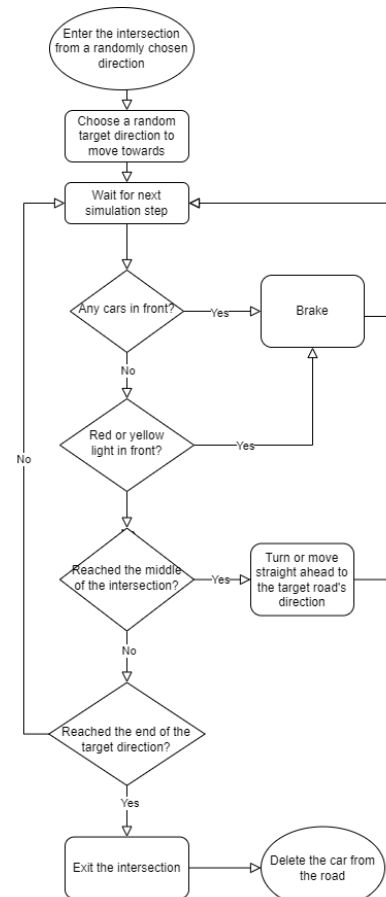 Enter the intersection
from a randomly chosen
direction
Choose a random
target direction to
move towards
Wait for next
simulation step
Any cars in front?
Yes
Brake
No
Red or yellow
light in front?
Yes
No
Reached the middle
of the intersection?
Yes
Turn or move
straight ahead to
the target road's
direction
No
Reached the end of the
target direction?
Yes
Exit the intersection
Delete the car from
the road